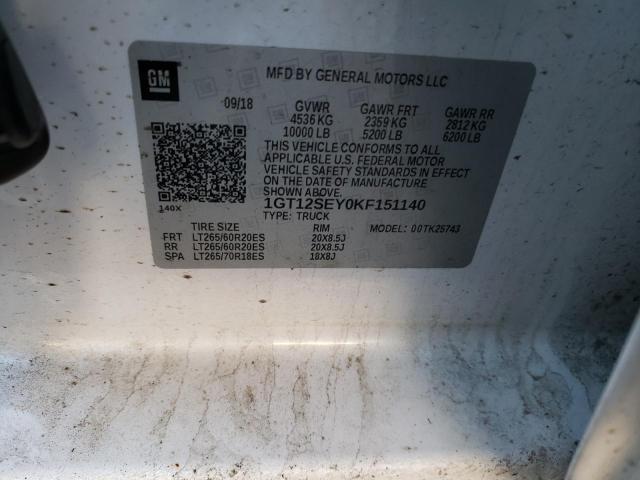 GM
MFD BY GENERAL MOTORS LLC
09/18 GVWR GAWR FRT GAWR RR
4536 KG 2359 KG 2812 KG
10000 LB 5200 LB 6200 LB
THIS VEHICLE CONFORMS TO ALL
APPLICABLE U.S. FEDERAL MOTOR
VEHICLE SAFETY STANDARDS IN EFFECT
ON THE DATE OF MANUFACTURE
SHOWN ABOVE.
140X 1GT12SEY0KF151140
TYPE: TRUCK MODEL: 00TK25743
TIRE SIZE RIM
FRT LT265/60R20ES 20X8.5J
RR LT265/60R20ES 20X8.5J
SPA LT265/70R18ES 18X8J